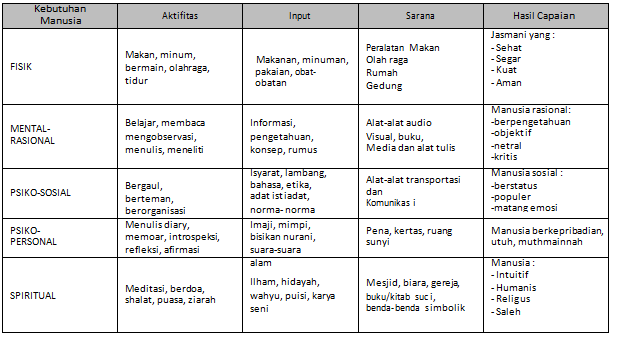 Kebutuhan
Manusia
Aktifitas
Input
Sarana
Hasil Capaian
FISIK
Makan, minum,
bermain, olahraga,
tidur
Makanan, minuman,
pakaian, obat-
obatan
Peralatan Makan
Olah raga
Rumah
Gedung
Jasmani yang :
- Sehat
- Segar
- Kuat
- Aman
MENTAL-
RASIONAL
Belajar, membaca
mengobservasi,
menulis, meneliti
Informasi,
pengetahuan,
konsep, rumus
Alat-alat audio
Visual, buku,
Media dan alat tulis
Manusia rasional:
-berpengetahuan
-objektif
-netral
-kritis
PSIKO-SOSIAL
Bergaul,
berteman,
berorganisasi
Isyarat, lambang,
bahasa, etika,
adat istiadat,
norma- norma
Alat-alat transportasi
dan
Komunikas i
Manusia sosial :
-berstatus
-populer
-matang emosi
PSIKO-
PERSONAL
Menulis diary,
memoar, introspeksi,
refleksi, afirmasi
Imaji, mimpi,
bisikan nurani,
suara-suara
Pena, kertas, ruang
sunyi
Manusia berkepribadian,
utuh, muthmainnah
SPIRITUAL
Meditasi, berdoa,
shalat, puasa, ziarah
alam
Ilham, hidayah,
wahyu, puisi, karya
seni
Mesjid, biara, gereja,
buku/kitab suci,
benda-benda simbolik
Manusia :
- Intuitif
- Humanis
- Religus
- Saleh